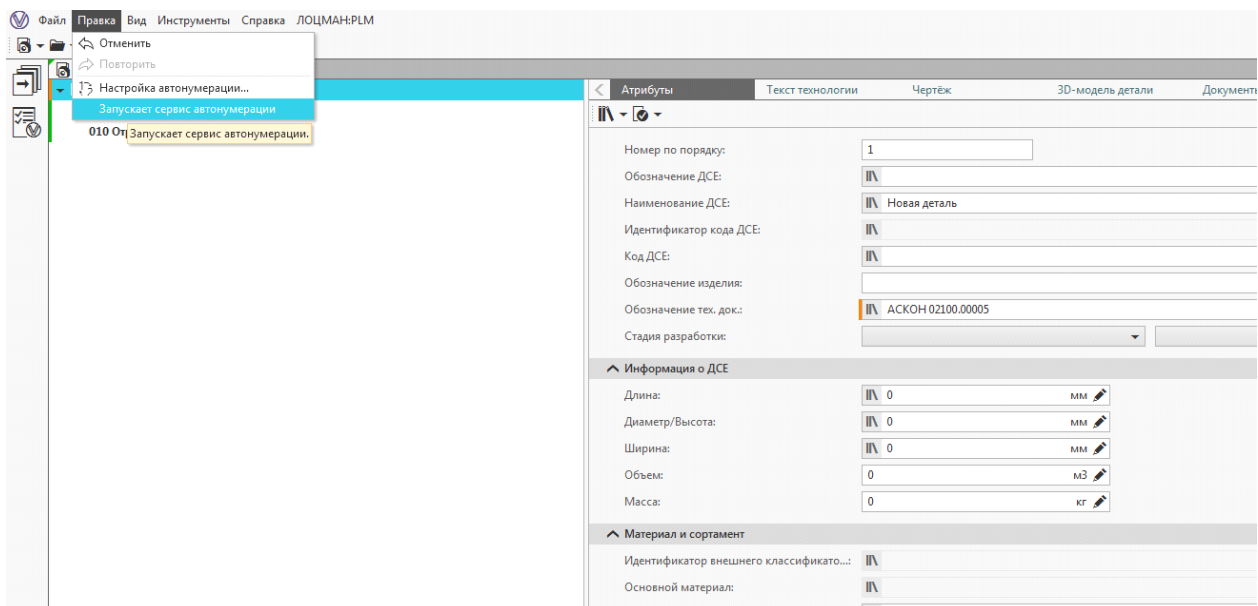 Файл Правка Вид Инструменты Справка ЛОЦМАН:PLM
Отменить
Повторить
Настройка автонумерации...
Запускает сервис автонумерации
Запускает сервис автонумерации.
010
Атрибуты Текст технологии Чертёж 3D-модель детали
Номер по порядку: 1
Обозначение ДСЕ:
Наименование ДСЕ: Новая деталь
Идентификатор кода ДСЕ:
Код ДСЕ:
Обозначение изделия:
Обозначение тех. док.: АСКОН 02100.00005
Стадия разработки:
Информация о ДСЕ
Длина: 0 мм
Диаметр/Высота: 0 мм
Ширина: 0 мм
Объем: 0 м3
Масса: 0 кг
Материал и сортамент
Идентификатор внешнего классификато...:
Основной материал: